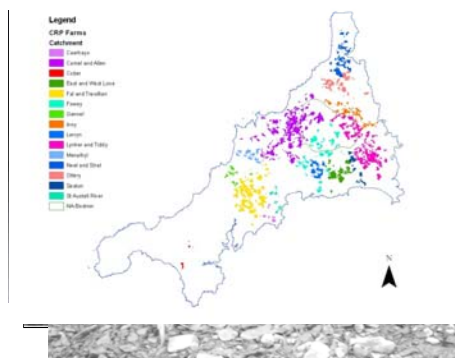 Legend
CRP Farms
Catchment
Camel and Allen
Cober
East and West Looe
Fal and Tresillian
Fowey
Gannel
Inny
Lerryn
Lynher and Tiddy
Menalhyl
Neet and Strat
Ottery
Seaton
St Austell River
N